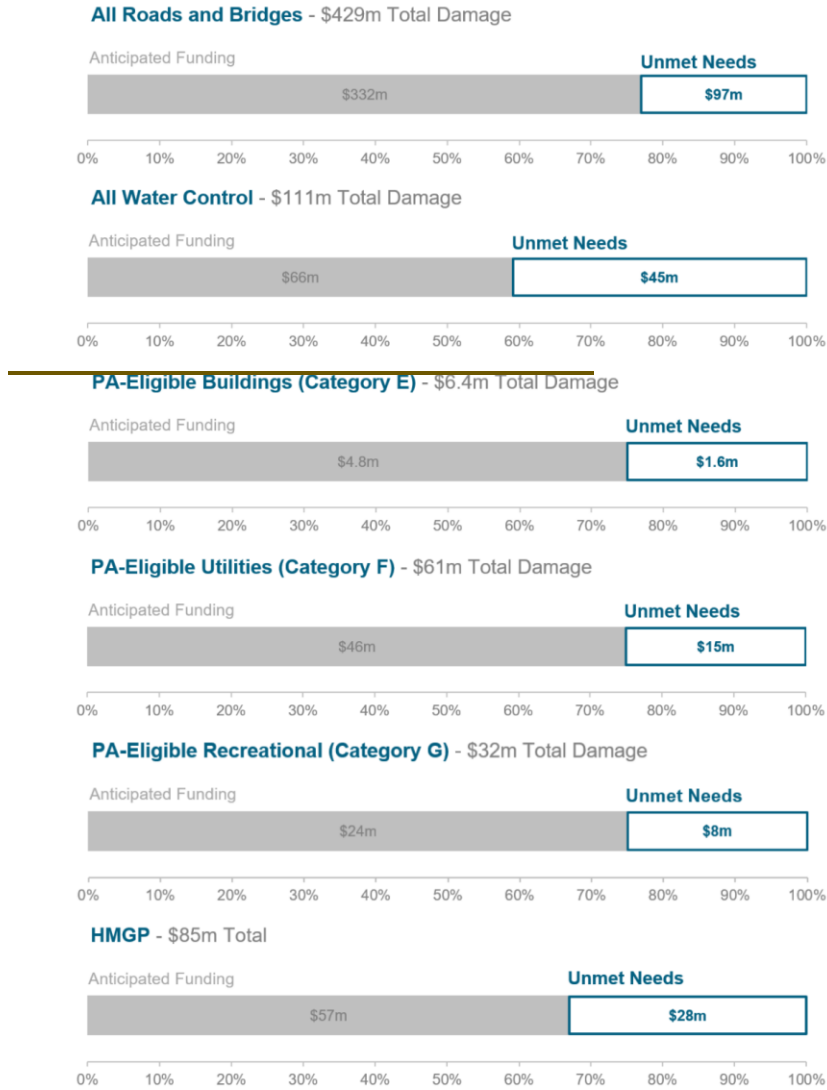 All Roads and Bridges - $429m Total Damage
Anticipated Funding
Unmet Needs
$332m
$97m
0% 10% 20% 30% 40% 50% 60% 70% 80% 90% 100%
All Water Control - $111m Total Damage
Anticipated Funding
Unmet Needs
$66m
$45m
0% 10% 20% 30% 40% 50% 60% 70% 80% 90% 100%
PA-Eligible Buildings (Category E) - $6.4m Total Damage
Anticipated Funding
Unmet Needs
$4.8m
$1.6m
0% 10% 20% 30% 40% 50% 60% 70% 80% 90% 100%
PA-Eligible Utilities (Category F) - $61m Total Damage
Anticipated Funding
Unmet Needs
$46m
$15m
0% 10% 20% 30% 40% 50% 60% 70% 80% 90% 100%
PA-Eligible Recreational (Category G) - $32m Total Damage
Anticipated Funding
Unmet Needs
$24m
$8m
0% 10% 20% 30% 40% 50% 60% 70% 80% 90% 100%
HMGP - $85m Total
Anticipated Funding
Unmet Needs
$57m
$28m
0% 10% 20% 30% 40% 50% 60% 70% 80% 90% 100%